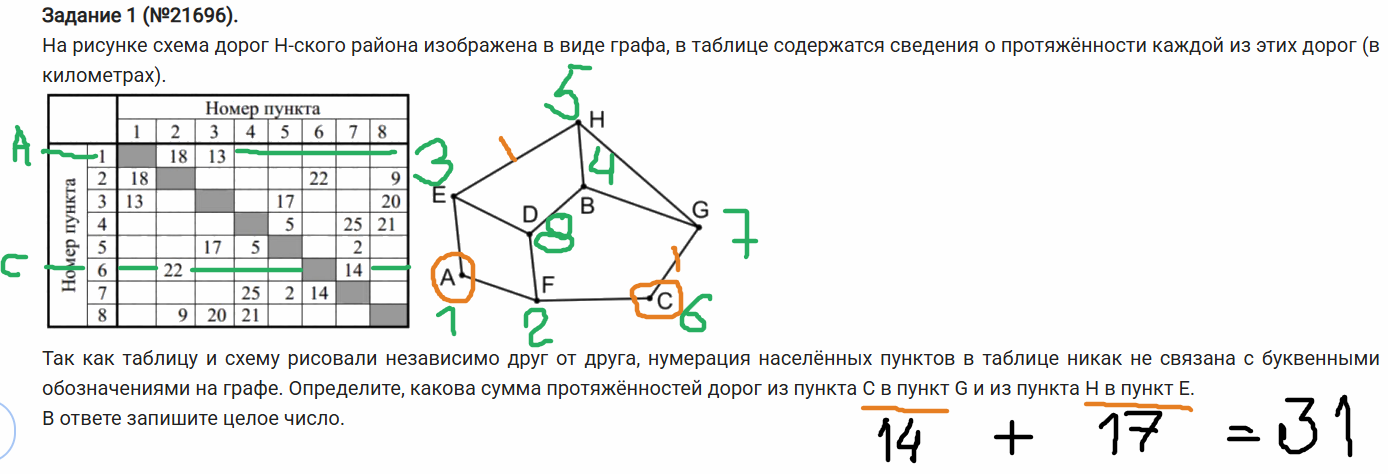 Задание 1 (№21696).
На рисунке схема дорог Н-ского района изображена в виде графа, в таблице содержатся сведения о протяжённости каждой из этих дорог (в
километрах).
Номер пункта
1 2 3 4 5 6 7 8
Номер пункта
A 1 18 13
2 18 22 9
3 13 17 20
4 5 25 21
5 17 5 2
C 6 22 14
7 25 2 14
8 9 20 21
5
H
3
E
4
B
D
8
G
7
A
1
F
2
C
6
Так как таблицу и схему рисовали независимо друг от друга, нумерация населённых пунктов в таблице никак не связана с буквенными
обозначениями на графе. Определите, какова сумма протяжённостей дорог из пункта C в пункт G и из пункта H в пункт E.
В ответе запишите целое число.
14 + 17 = 31